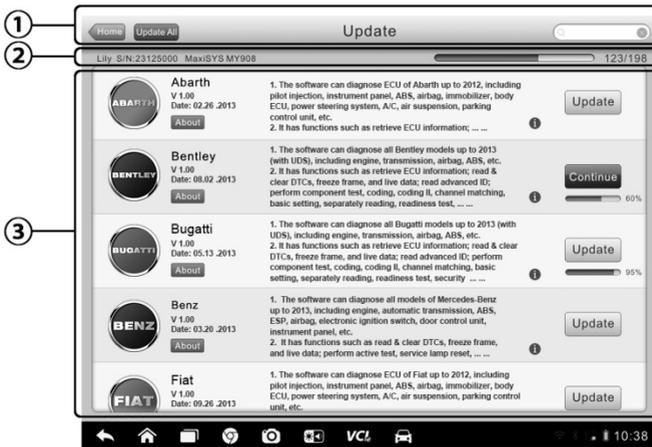 1
Home Update All Update
2
Lily S/N:23125000 MaxiSYS MY908 123/198
3
ABARTH
Abarth
V 1.00
Date: 02.26 .2013
About
1. The software can diagnose ECU of Abarth up to 2012, including
pilot injection, instrument panel, ABS, airbag, immobilizer, body
ECU, power steering system, A/C, air suspension, parking
control unit, etc.
2. It has functions such as retrieve ECU information; ... ...
Update
BENTLEY
Bentley
V 1.00
Date: 08.02 .2013
About
1. The software can diagnose all Bentley models up to 2013
(with UDS), including engine, transmission, airbag, ABS, etc.
2. It has functions such as retrieve ECU information; read &
clear DTCs, freeze frame, and live data; read advanced ID;
perform component test, coding, coding II, channel matching,
basic setting, separately reading, readiness test, ... ...
Continue
60%
BUGATTI
Bugatti
V 1.00
Date: 05.13 .2013
About
1. The software can diagnose all Bugatti models up to 2013 (with
UDS), including engine, transmission, airbag, ABS, etc.
2. It has functions such as retrieve ECU information; read & clear
DTCs, freeze frame, and live data; read advanced ID; perform
component test, coding, coding II, channel matching, basic
setting, separately reading, readiness test, security ... ...
Update
95%
BENZ
Benz
V 1.00
Date: 03.20 .2013
About
1. The software can diagnose all models of Mercedes-Benz
up to 2013, including engine, automatic transmission, ABS,
ESP, airbag, electronic ignition switch, door control unit,
instrument panel, etc.
2. It has functions such as read & clear DTCs, freeze frame,
and live data; perform active test, service lamp reset, ... ...
Update
FIAT
Fiat
V 1.00
Date: 09.26 .2013
1. The software can diagnose ECU of Fiat up to 2012, including
pilot injection, instrument panel, ABS, airbag, immobilizer, body
ECU, power steering system, A/C, air suspension, parking control
unit, etc.
Update
VCI
10:38